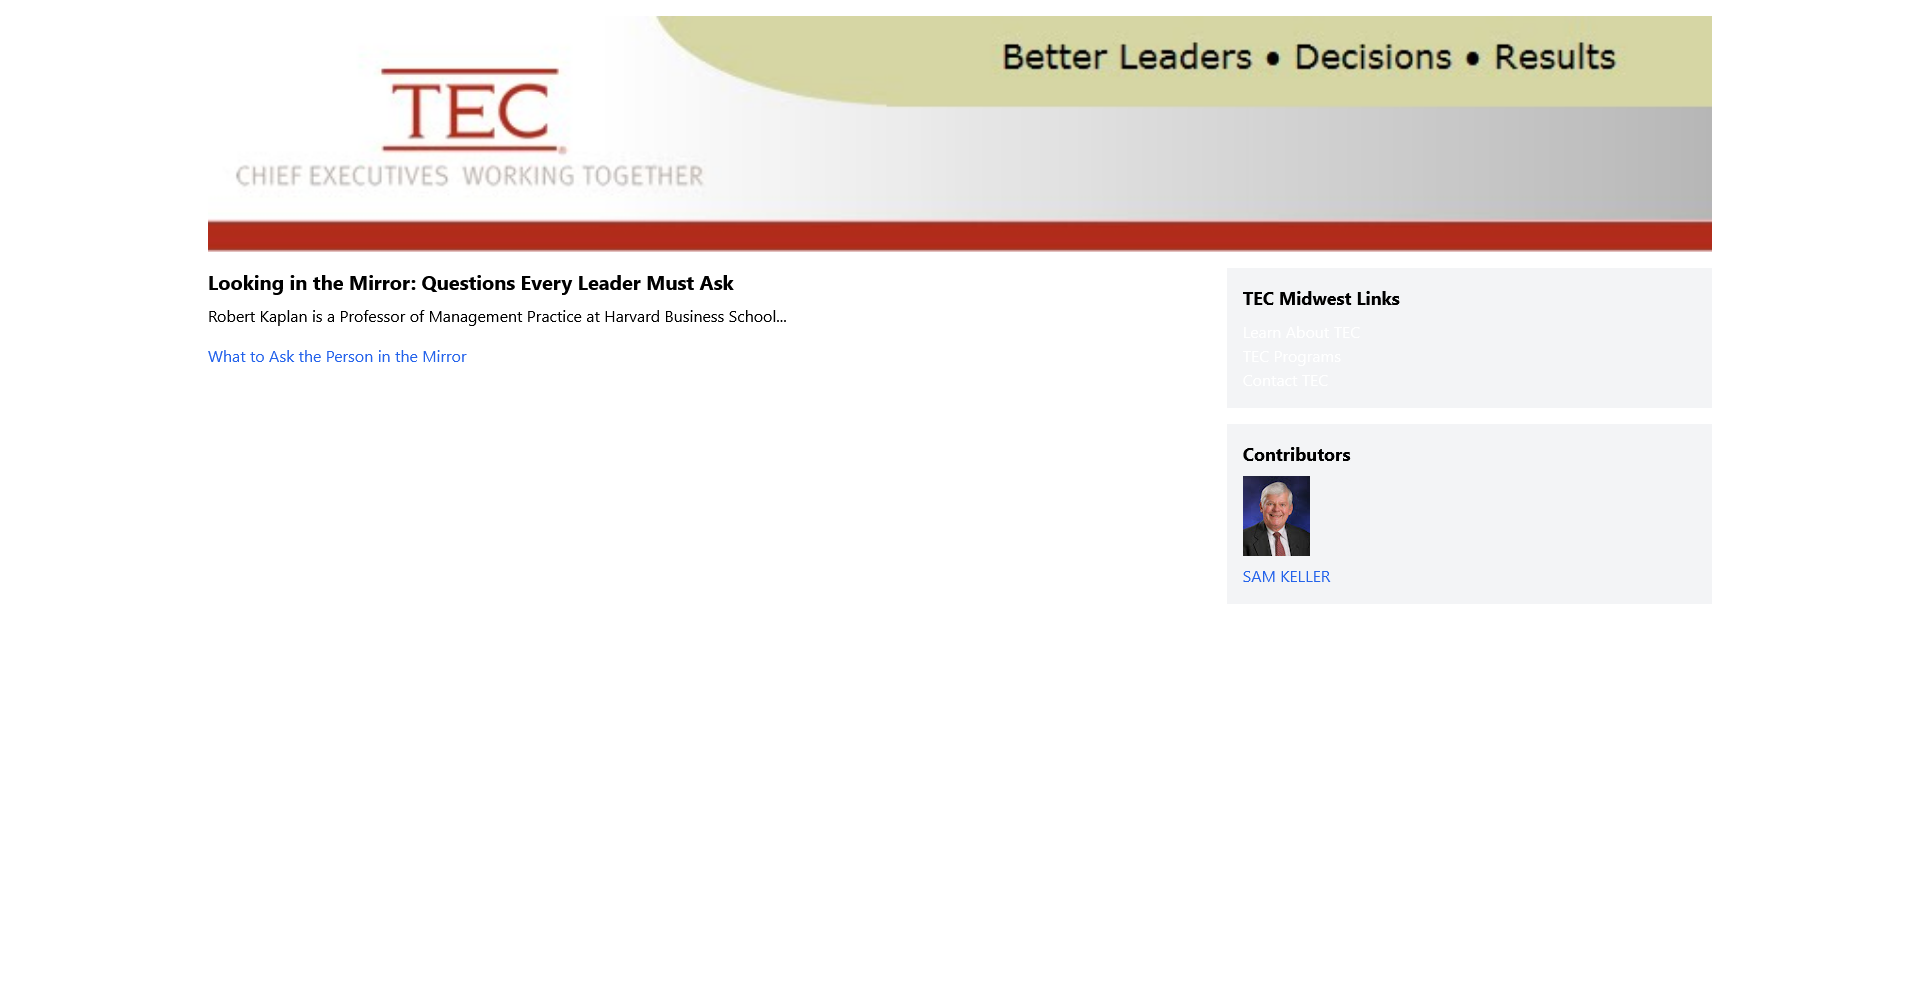 Better Leaders • Decisions • Results
TEC®
CHIEF EXECUTIVES WORKING TOGETHER
Looking in the Mirror: Questions Every Leader Must Ask
Robert Kaplan is a Professor of Management Practice at Harvard Business School...
What to Ask the Person in the Mirror
TEC Midwest Links
Learn About TEC
TEC Programs
Contact TEC
Contributors
SAM KELLER